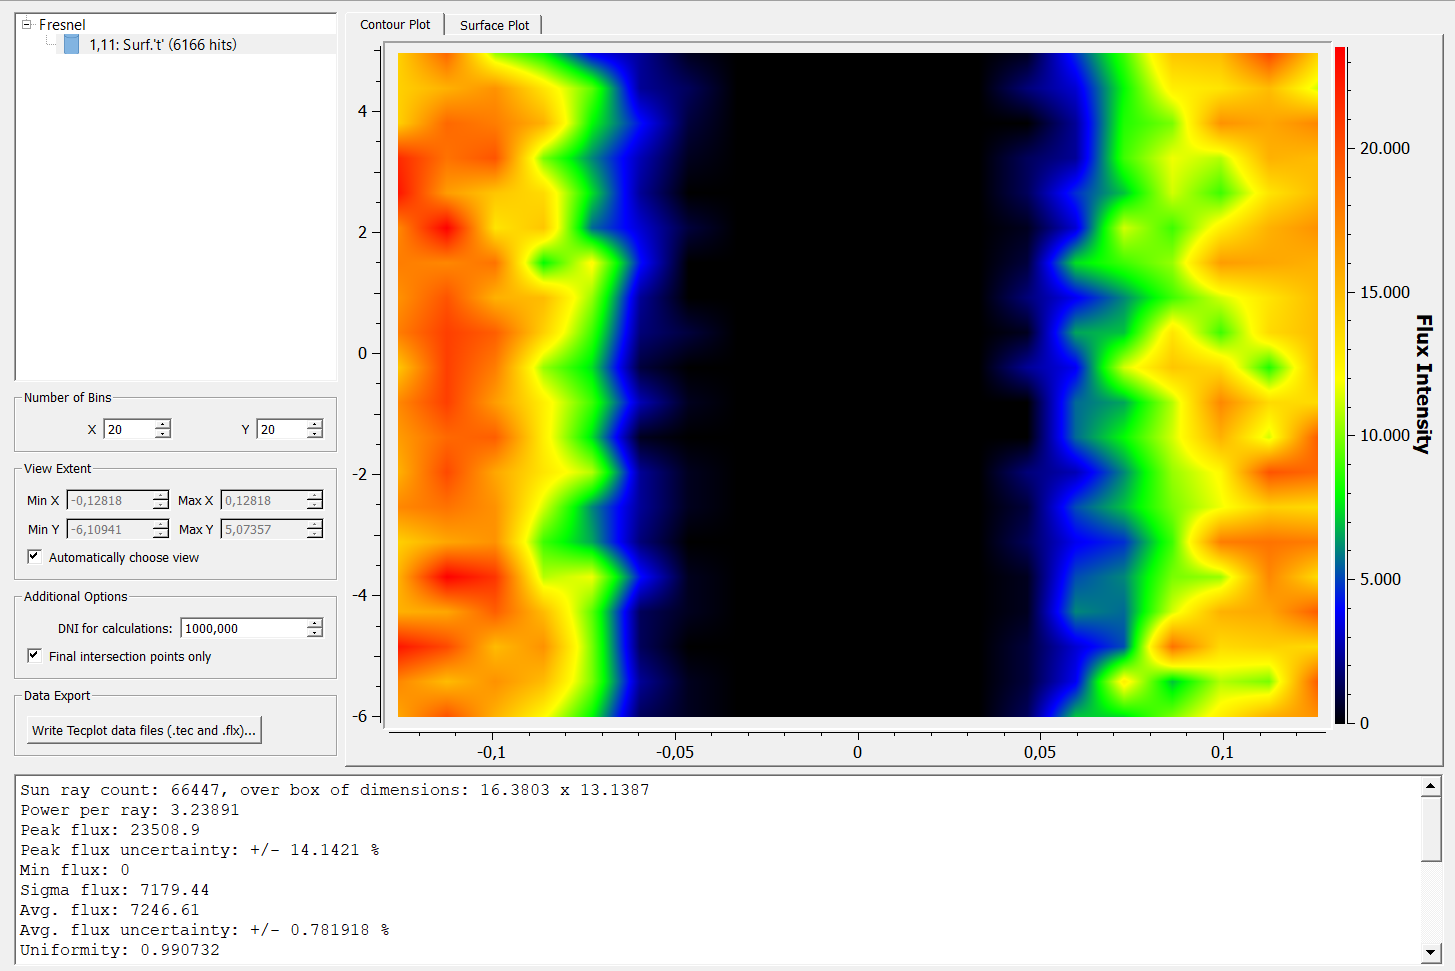 Fresnel
1,11: Surf.'t' (6166 hits)
Number of Bins
X 20 Y 20
View Extent
Min X -0,12818 Max X 0,12818
Min Y -6,10941 Max Y 5,07357
Automatically choose view
Additional Options
DNI for calculations: 1000,000
Final intersection points only
Data Export
Write Tecplot data files (.tec and .flx)...
Contour Plot Surface Plot
4
2
0
-2
-4
-6
-0,1 -0,05 0 0,05 0,1
20.000
15.000
10.000
5.000
0
Flux Intensity
Sun ray count: 66447, over box of dimensions: 16.3803 x 13.1387
Power per ray: 3.23891
Peak flux: 23508.9
Peak flux uncertainty: +/- 14.1421 %
Min flux: 0
Sigma flux: 7179.44
Avg. flux: 7246.61
Avg. flux uncertainty: +/- 0.781918 %
Uniformity: 0.990732